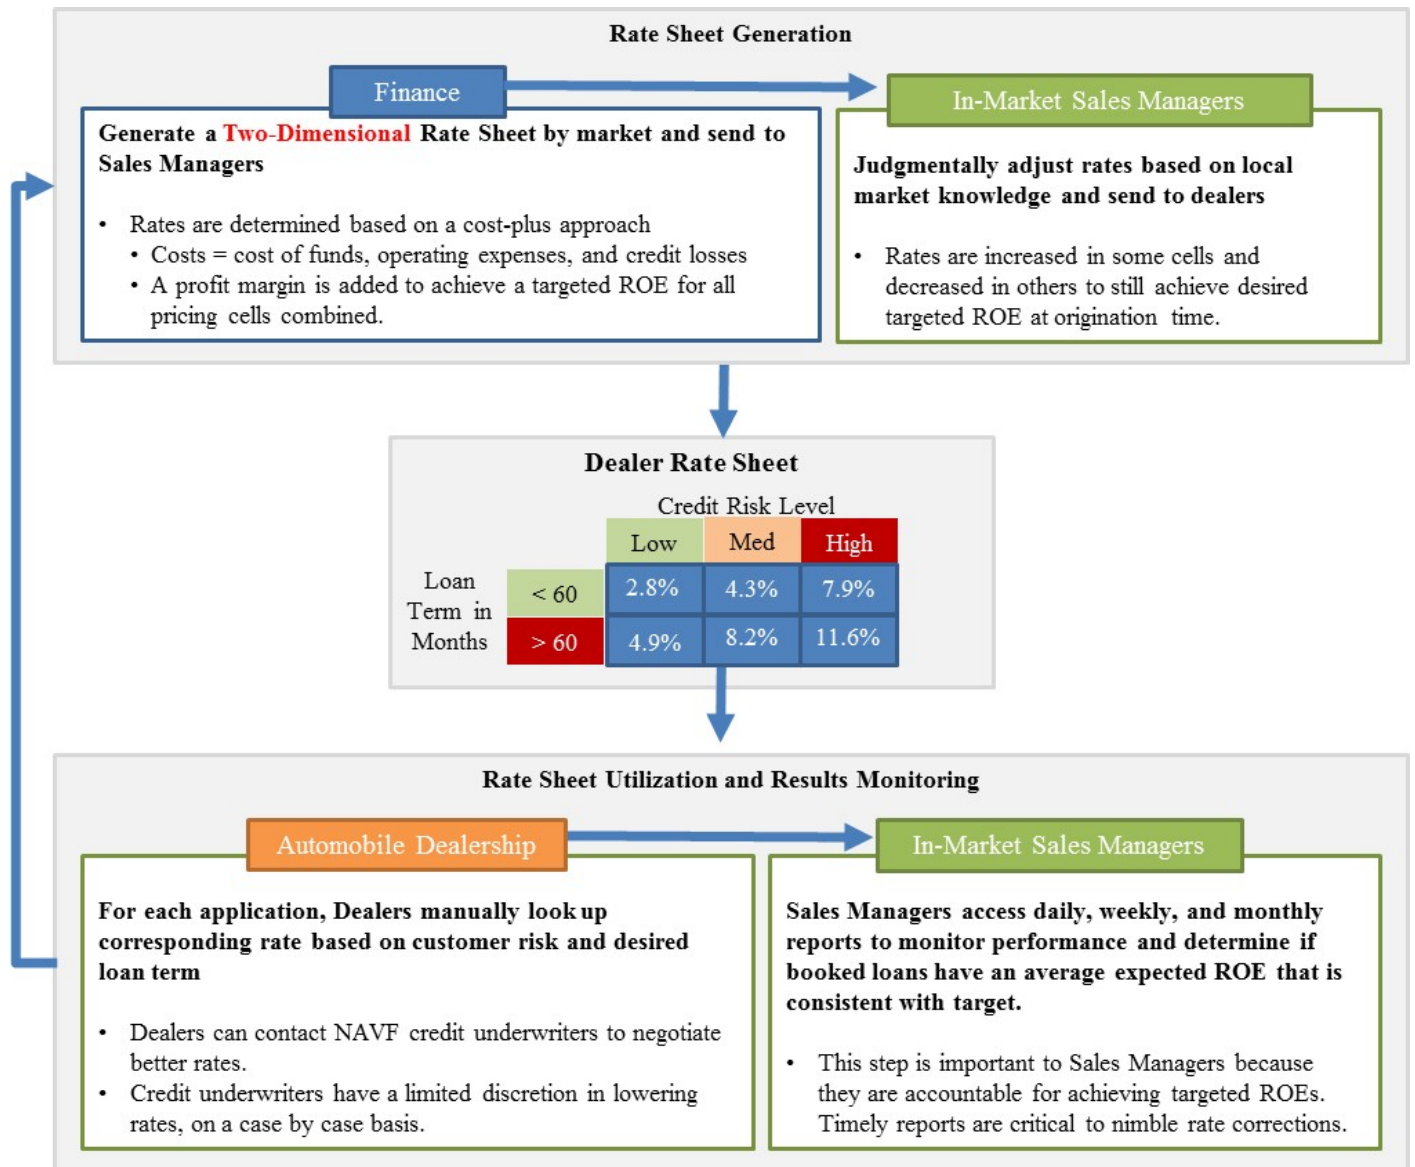 Rate Sheet Generation
Finance
In-Market Sales Managers
Generate a Two-Dimensional Rate Sheet by market and send to
Sales Managers
• Rates are determined based on a cost-plus approach
• Costs = cost of funds, operating expenses, and credit losses
• A profit margin is added to achieve a targeted ROE for all
pricing cells combined.
Judgmentally adjust rates based on local
market knowledge and send to dealers
• Rates are increased in some cells and
decreased in others to still achieve desired
targeted ROE at origination time.
Dealer Rate Sheet
Credit Risk Level
Low Med High
Loan
Term in
Months
< 60 2.8% 4.3% 7.9%
> 60 4.9% 8.2% 11.6%
Rate Sheet Utilization and Results Monitoring
Automobile Dealership
In-Market Sales Managers
For each application, Dealers manually look up
corresponding rate based on customer risk and desired
loan term
• Dealers can contact NAVF credit underwriters to negotiate
better rates.
• Credit underwriters have a limited discretion in lowering
rates, on a case by case basis.
Sales Managers access daily, weekly, and monthly
reports to monitor performance and determine if
booked loans have an average expected ROE that is
consistent with target.
• This step is important to Sales Managers because
they are accountable for achieving targeted ROEs.
Timely reports are critical to nimble rate corrections.